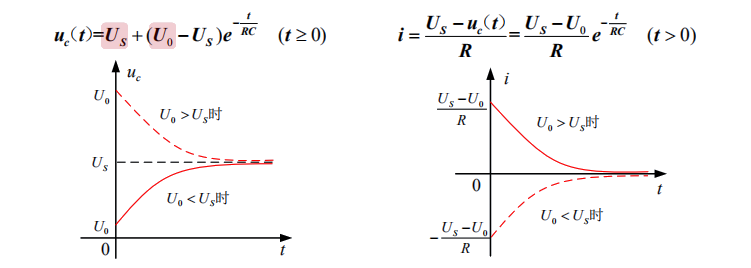 u_c(t)=U_S+(U_0−U_S)e^{−t/RC} (t≥0)
i=(U_S−u_c(t))/R=(U_S−U_0)/R e^{−t/RC} (t>0)
u_c
U_0
U_0>U_S时
U_S
U_0<U_S时
U_0
0
t
i
(U_S−U_0)/R
U_0>U_S时
0
t
U_0<U_S时
−(U_S−U_0)/R